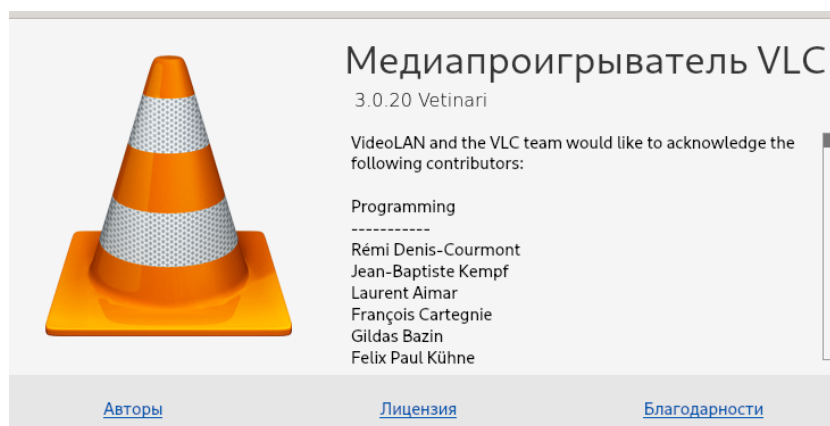 Медиапроигрыватель VLC
3.0.20 Vetinari
VideoLAN and the VLC team would like to acknowledge the
following contributors:
Programming
-----------
Rémi Denis-Courmont
Jean-Baptiste Kempf
Laurent Aimar
François Cartegnie
Gildas Bazin
Felix Paul Kühne
Авторы
Лицензия
Благодарности